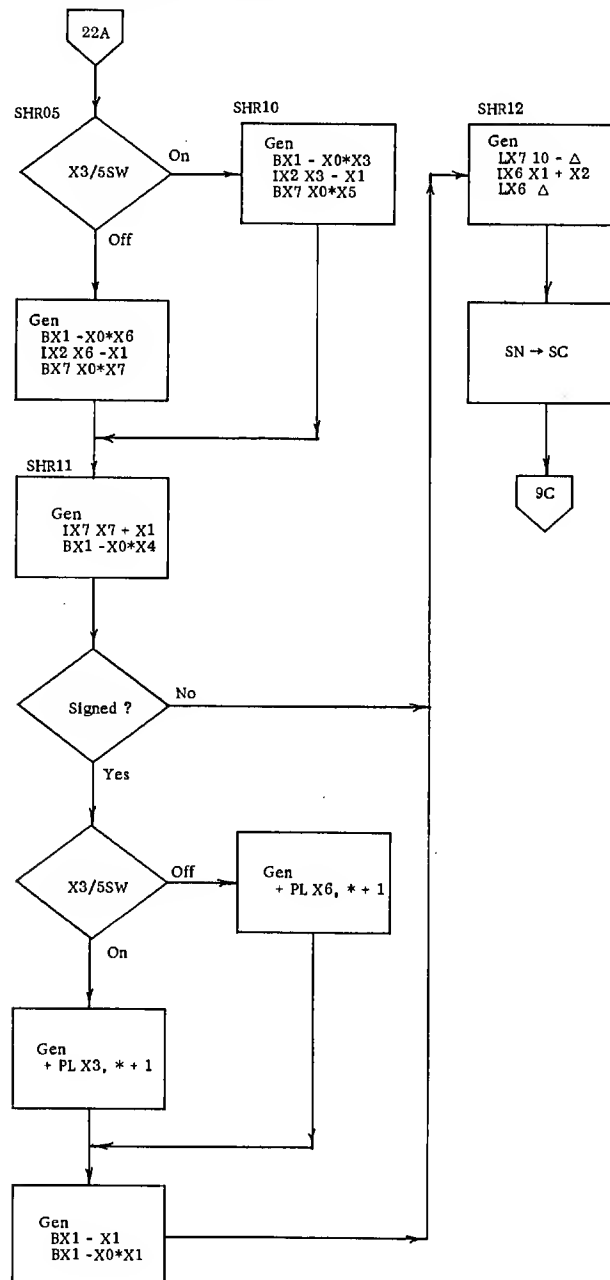 22A
SHR05
X3/5SW
On
Off
SHR10
Gen
BX1 - X0*X3
IX2 X3 - X1
BX7 X0*X5
Gen
BX1 -X0*X6
IX2 X6 -X1
BX7 X0*X7
SHR11
Gen
IX7 X7 + X1
BX1 -X0*X4
Signed ?
No
Yes
X3/5SW
Off
On
Gen
+ PL X6, * + 1
Gen
+ PL X3, * + 1
Gen
BX1 - X1
BX1 -X0*X1
SHR12
Gen
LX7 10 - Δ
IX6 X1 + X2
LX6 Δ
SN → SC
9C